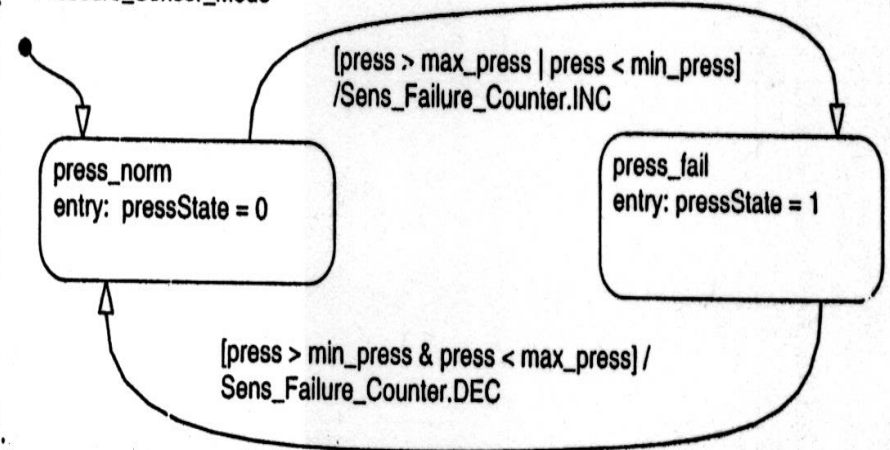 [press > max_press | press < min_press]
/Sens_Failure_Counter.INC
press_norm
entry: pressState = 0
press_fail
entry: pressState = 1
[press > min_press & press < max_press] /
Sens_Failure_Counter.DEC